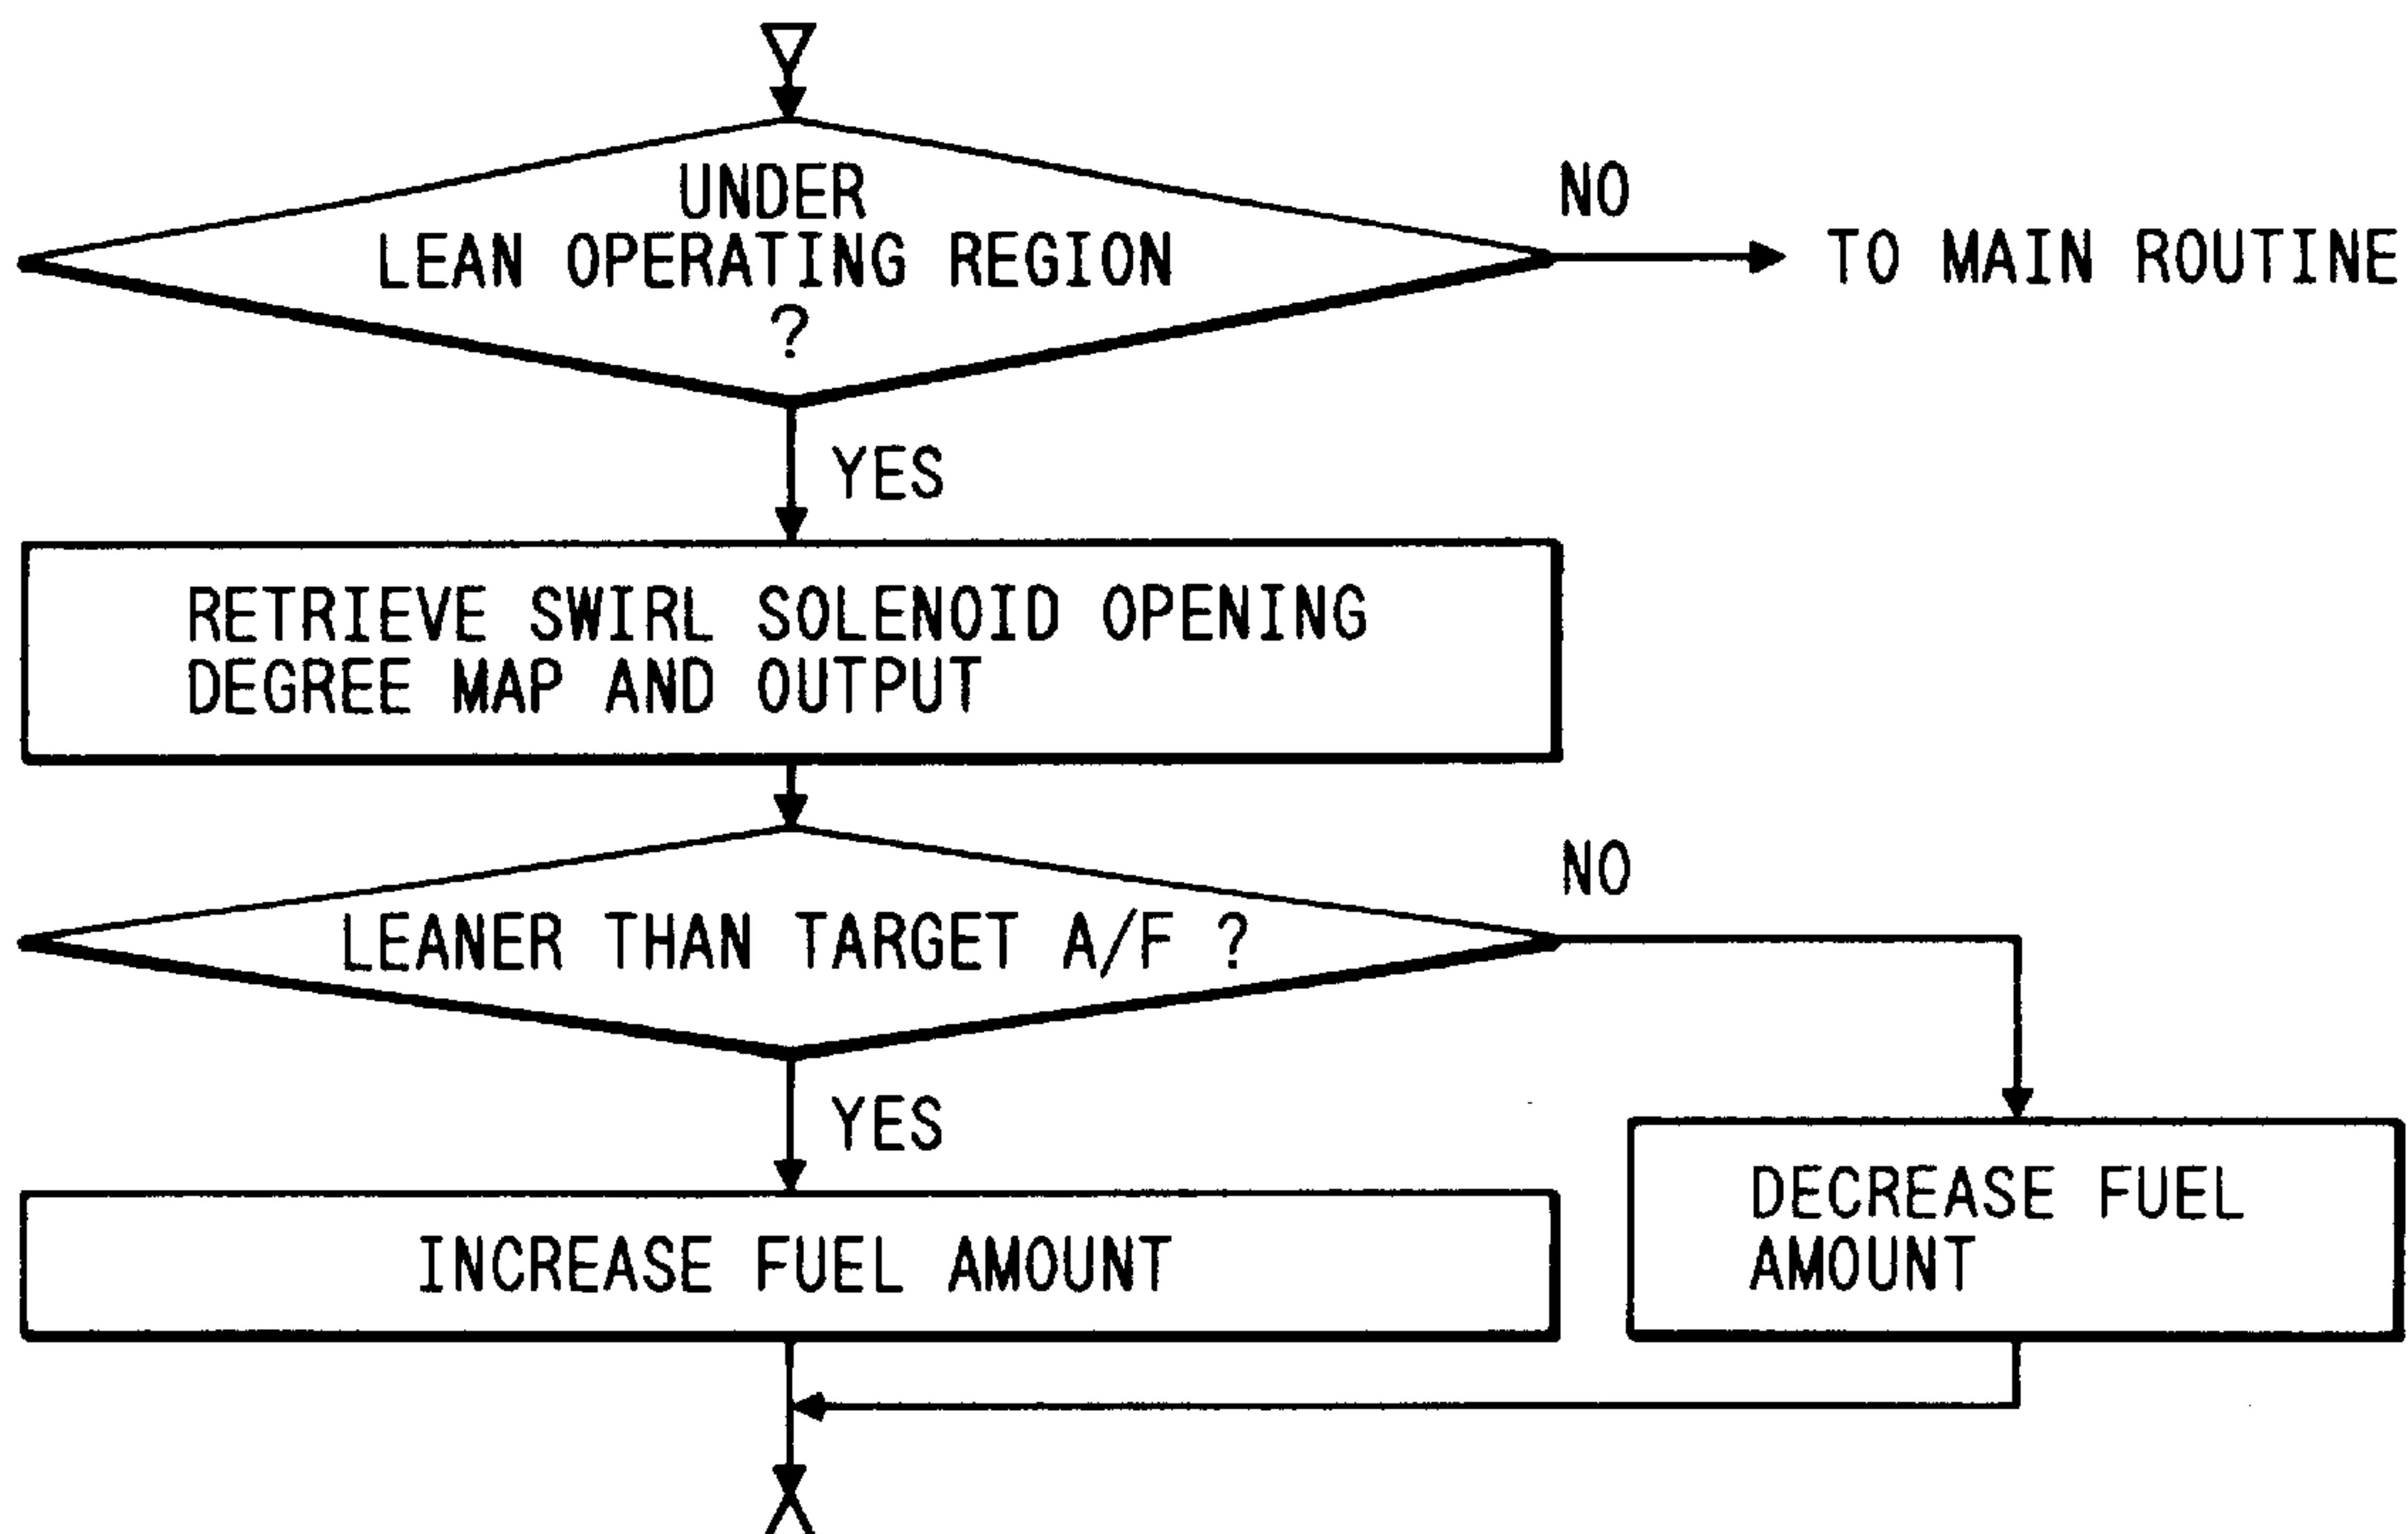 UNDER
LEAN OPERATING REGION
?
NO
TO MAIN ROUTINE
YES
RETRIEVE SWIRL SOLENOID OPENING
DEGREE MAP AND OUTPUT
LEANER THAN TARGET A/F ?
NO
YES
INCREASE FUEL AMOUNT
DECREASE FUEL
AMOUNT